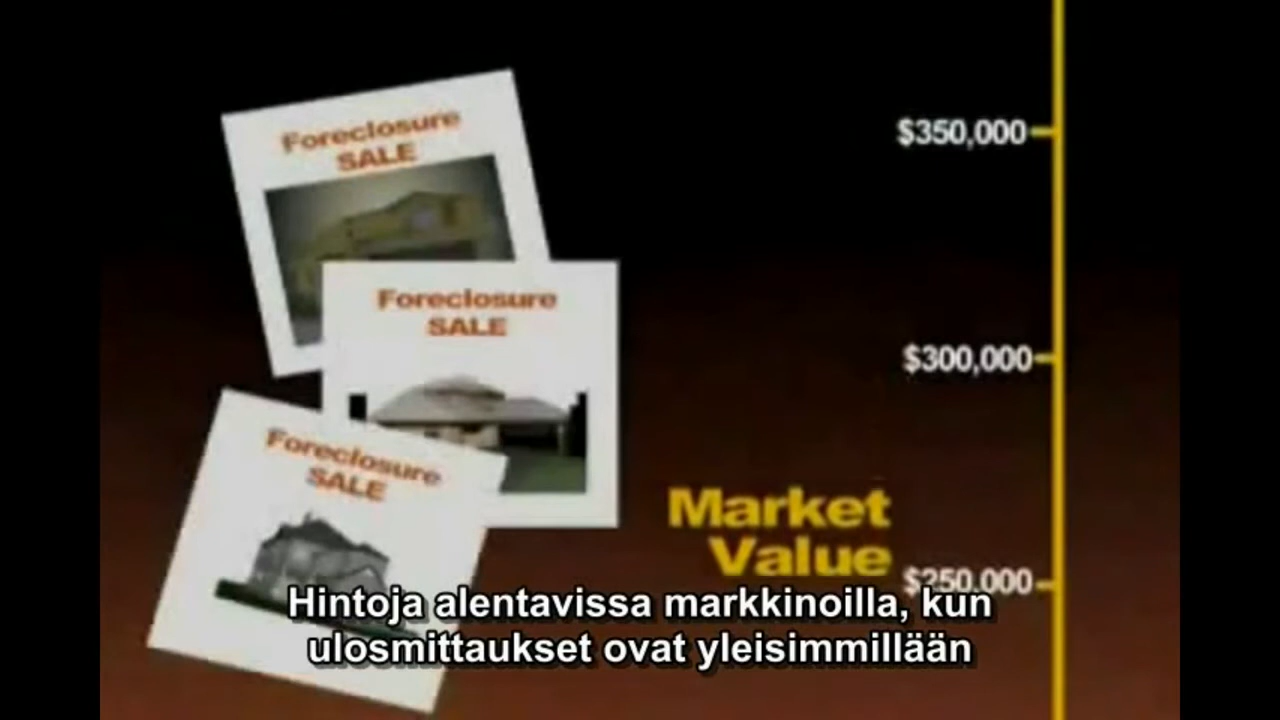 Foreclosure
SALE
Foreclosure
SALE
Foreclosure
SALE
$350,000
$300,000
Market
Value
$250,000
Hintoja alentavissa markkinoilla, kun
ulosmittaukset ovat yleisimmillään